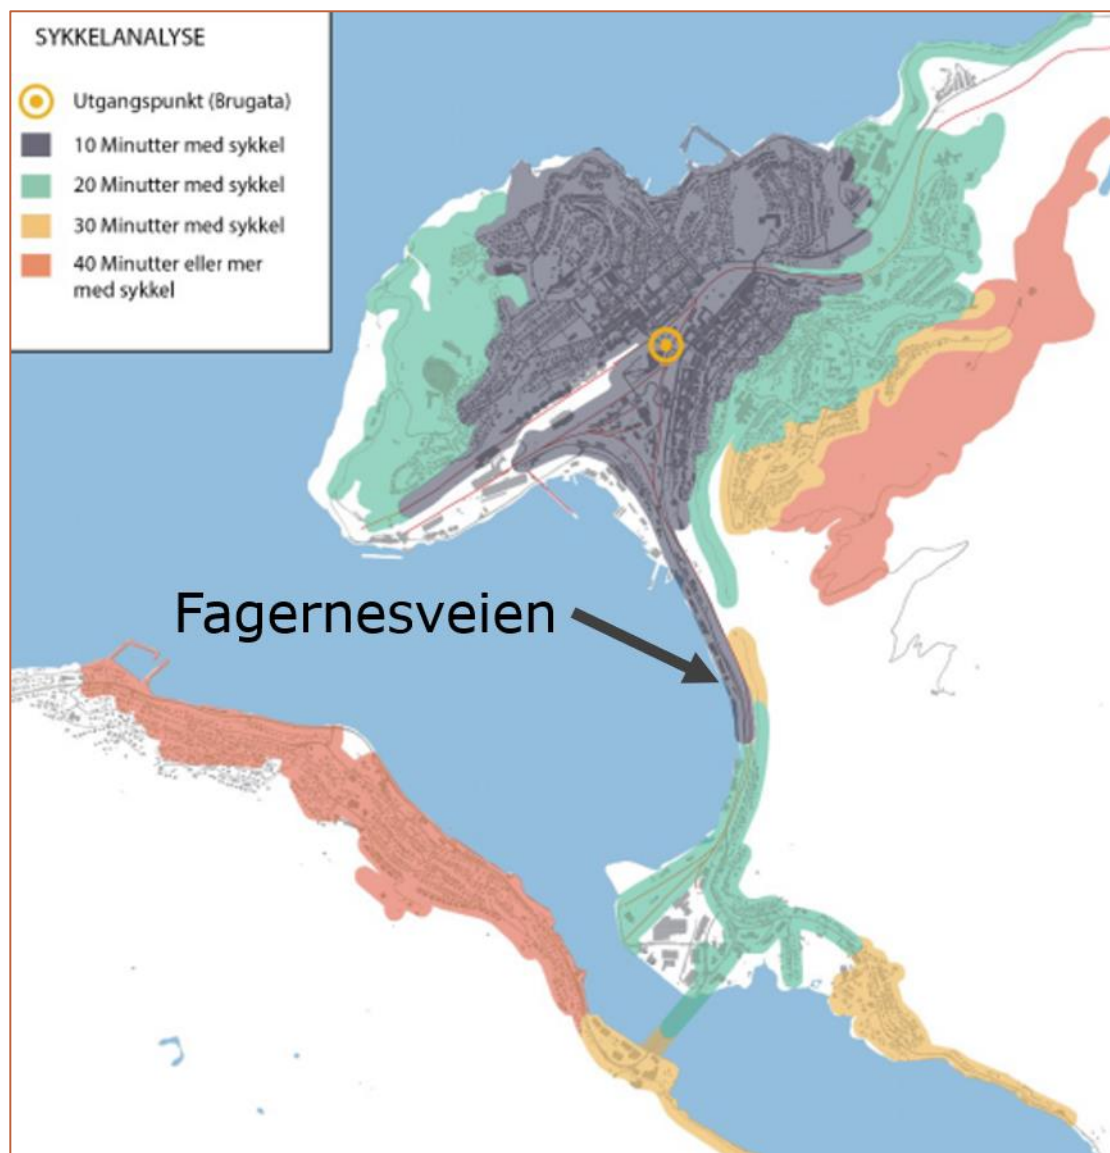 SYKKELANALYSE
Utgangspunkt (Brugata)
10 Minutter med sykkel
20 Minutter med sykkel
30 Minutter med sykkel
40 Minutter eller mer
med sykkel
Fagernesveien